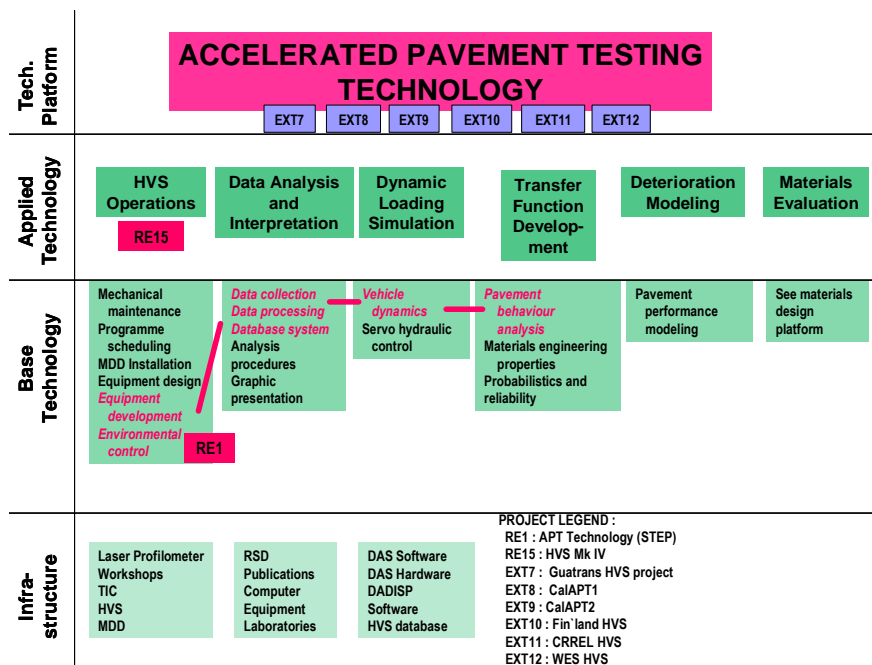 Tech.
Platform
ACCELERATED PAVEMENT TESTING
TECHNOLOGY
EXT7
EXT8
EXT9
EXT10
EXT11
EXT12
Applied
Technology
HVS
Operations
RE15
Data Analysis
and
Interpretation
Dynamic
Loading
Simulation
Transfer
Function
Develop-
ment
Deterioration
Modeling
Materials
Evaluation
Base
Technology
Mechanical
maintenance
Programme
scheduling
MDD Installation
Equipment design
Equipment
development
Environmental
control
RE1
Data collection
Data processing
Database system
Analysis
procedures
Graphic
presentation
Vehicle
dynamics
Servo hydraulic
control
Pavement
behaviour
analysis
Materials engineering
properties
Probabilistics and
reliability
Pavement
performance
modeling
See materials
design
platform
Infra-
structure
Laser Profilometer
Workshops
TIC
HVS
MDD
RSD
Publications
Computer
Equipment
Laboratories
DAS Software
DAS Hardware
DADISP
Software
HVS database
PROJECT LEGEND :
RE1 : APT Technology (STEP)
RE15 : HVS Mk IV
EXT7 : Guatrans HVS project
EXT8 : CalAPT1
EXT9 : CalAPT2
EXT10 : Fin`land HVS
EXT11 : CRREL HVS
EXT12 : WES HVS